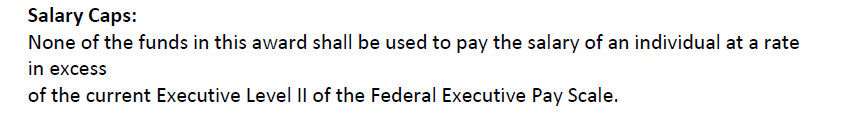 Salary Caps:
None of the funds in this award shall be used to pay the salary of an individual at a rate
in excess
of the current Executive Level II of the Federal Executive Pay Scale.